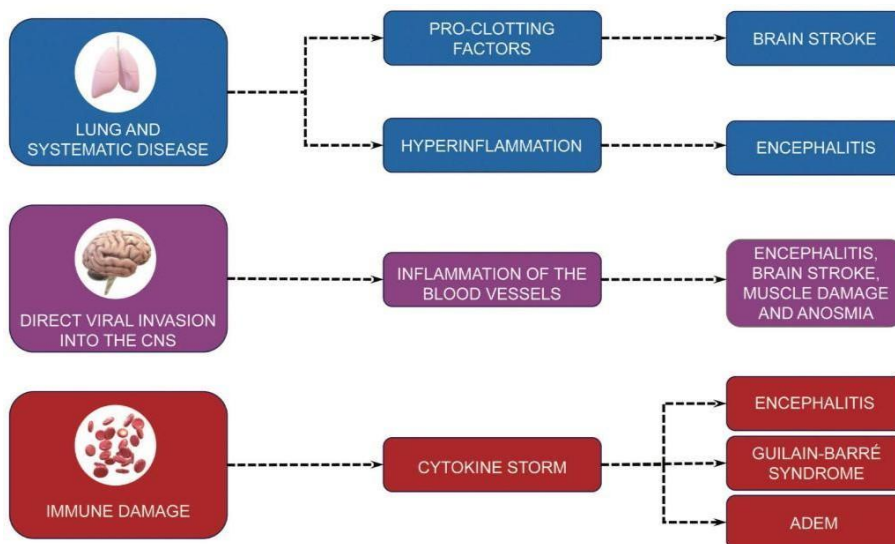 LUNG AND
SYSTEMATIC DISEASE
PRO-CLOTTING
FACTORS
BRAIN STROKE
HYPERINFLAMMATION
ENCEPHALITIS
DIRECT VIRAL INVASION
INTO THE CNS
INFLAMMATION OF THE
BLOOD VESSELS
ENCEPHALITIS,
BRAIN STROKE,
MUSCLE DAMAGE
AND ANOSMIA
IMMUNE DAMAGE
CYTOKINE STORM
ENCEPHALITIS
GUILAIN-BARRÉ
SYNDROME
ADEM